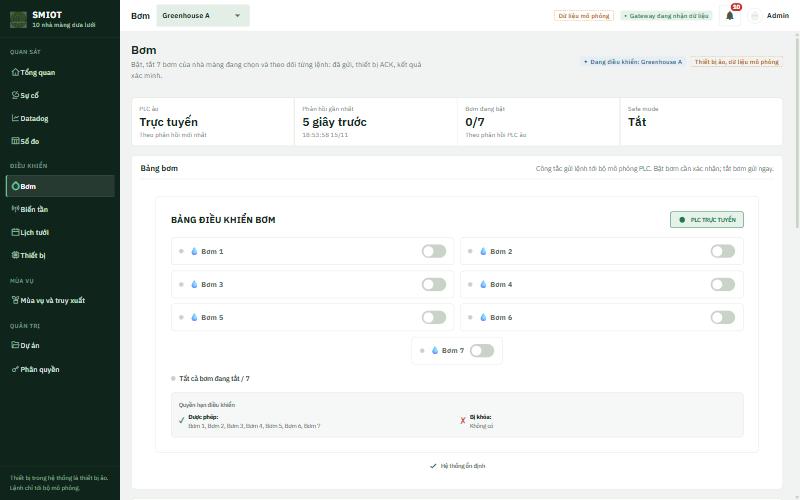 SMIOT
10 nhà màng dưa lưới
QUAN SÁT
Tổng quan
Sự cố
Datadog
Sơ đồ
ĐIỀU KHIỂN
Bơm
Biến tần
Lịch tưới
Thiết bị
MÙA VỤ
Mùa vụ và truy xuất
QUẢN TRỊ
Dự án
Phân quyền
Thiết bị trong hệ thống là thiết bị ảo.
Lệnh chỉ tới bộ mô phỏng.
Bơm
Greenhouse A
Dữ liệu mô phỏng
Gateway đang nhận dữ liệu
Admin
Bơm
Bật, tắt 7 bơm của nhà màng đang chọn và theo dõi từng lệnh: đã gửi, thiết bị ACK, kết quả
xác minh.
Đang điều khiển: Greenhouse A
Thiết bị ảo, dữ liệu mô phỏng
PLC ảo
Trực tuyến
Theo phản hồi mới nhất
Phản hồi gần nhất
5 giây trước
18:53:58 15/11
Bơm đang bật
0/7
Theo phản hồi PLC ảo
Safe mode
Tắt
Bảng bơm
Công tắc gửi lệnh tới bộ mô phỏng PLC. Bật bơm cần xác nhận; tắt bơm gửi ngay.
BẢNG ĐIỀU KHIỂN BƠM
PLC TRỰC TUYẾN
Bơm 1
Bơm 2
Bơm 3
Bơm 4
Bơm 5
Bơm 6
Bơm 7
Tất cả bơm đang tắt / 7
Quyền hạn điều khiển
Được phép:
Bơm 1, Bơm 2, Bơm 3, Bơm 4, Bơm 5, Bơm 6, Bơm 7
Bị khóa:
Không có
Hệ thống ổn định